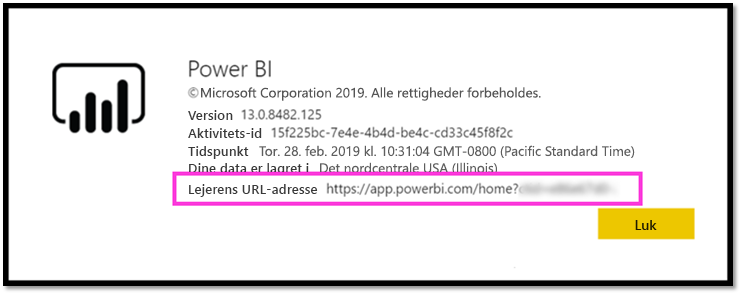 Power BI
©Microsoft Corporation 2019. Alle rettigheder forbeholdes.
Version 13.0.8482.125
Aktivitets-id 15f225bc-7e4e-4b4d-be4c-cd33c45f8f2c
Tidspunkt Tor. 28. feb. 2019 kl. 10:31:04 GMT-0800 (Pacific Standard Time)
Dine data er lagret i Det nordcentrale USA (Illinois)
Lejerens URL-adresse https://app.powerbi.com/home?
Luk